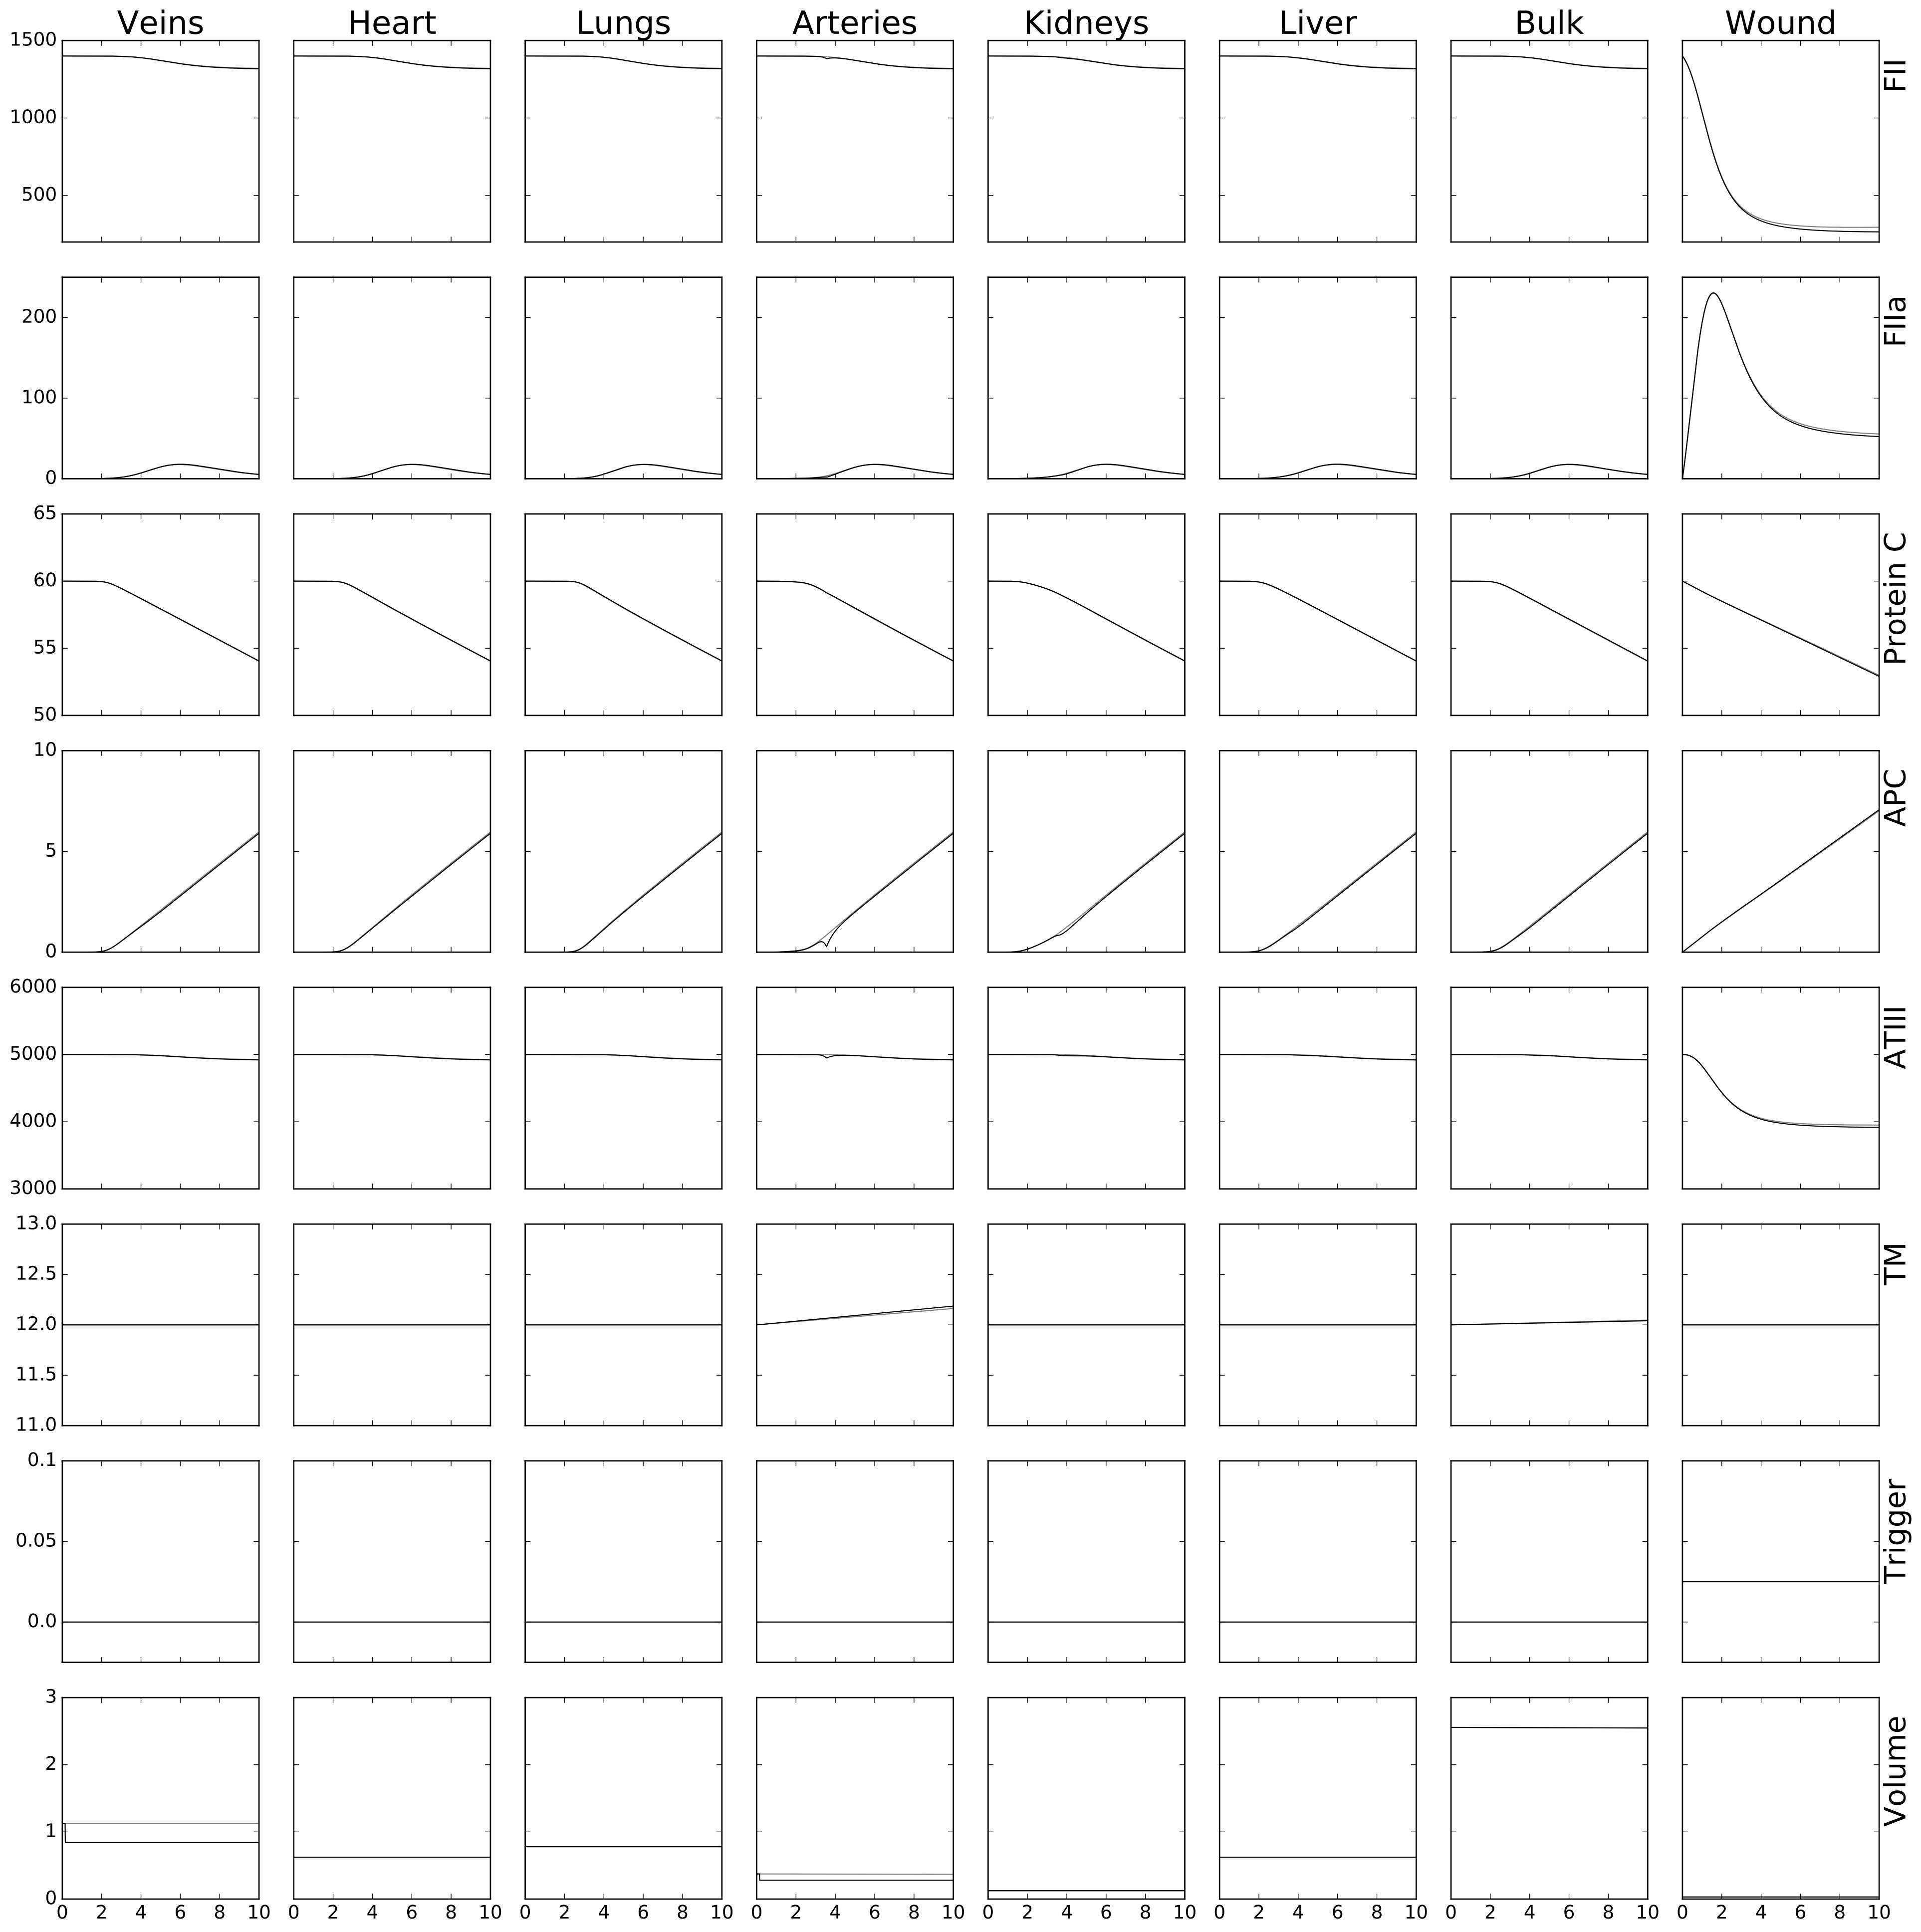 Veins Heart Lungs Arteries Kidneys Liver Bulk Wound
1500
1000
500
FII
200
100
0
FIIa
65
60
55
50
Protein C
10
5
0
APC
6000
5000
4000
3000
ATIII
13.0
12.5
12.0
11.5
11.0
TM
0.1
0.05
0.0
Trigger
3
2
1
0
Volume
0 2 4 6 8 10 0 2 4 6 8 10 0 2 4 6 8 10 0 2 4 6 8 10 0 2 4 6 8 10 0 2 4 6 8 10 0 2 4 6 8 10 0 2 4 6 8 10